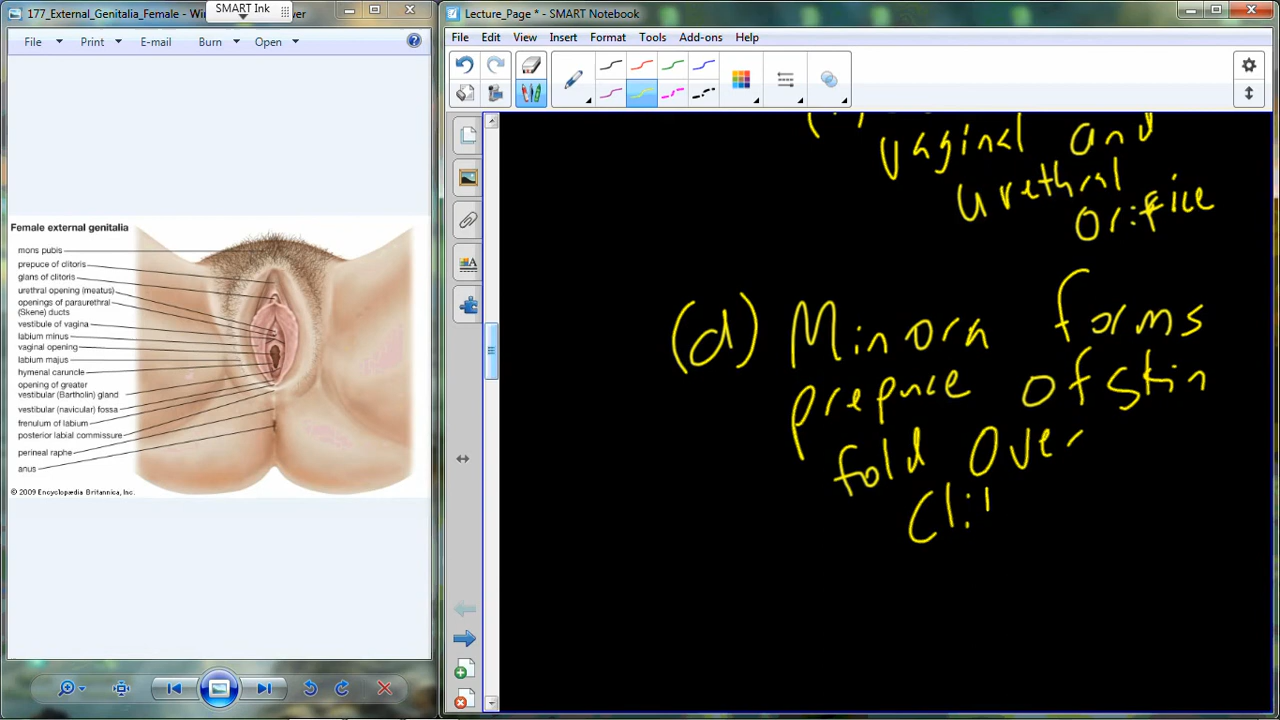 177_External_Genitalia_Female - Wi
SMART Ink
er
File Print E-mail Burn Open
Female external genitalia
mons pubis
prepuce of clitoris
glans of clitoris
urethral opening (meatus)
openings of paraurethral
(Skene) ducts
vestibule of vagina
labium minus
vaginal opening
labium majus
hymenal caruncle
opening of greater
vestibular (Bartholin) gland
vestibular (navicular) fossa
frenulum of labium
posterior labial commissure
perineal raphe
anus
© 2009 Encyclopædia Britannica, Inc.
Lecture_Page * - SMART Notebook
File Edit View Insert Format Tools Add-ons Help
vaginal and
urethral
Orifice
(d) Minora forms
prepuce of skin
fold Over
Clit